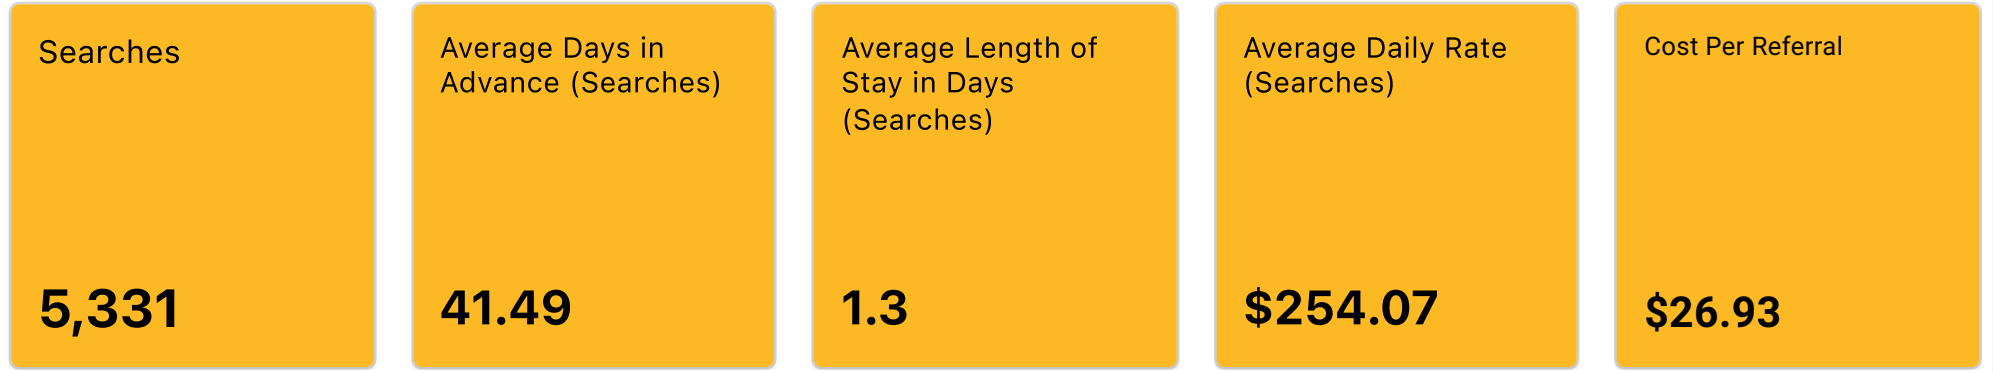 Searches
5,331
Average Days in
Advance (Searches)
41.49
Average Length of
Stay in Days
(Searches)
1.3
Average Daily Rate
(Searches)
$254.07
Cost Per Referral
$26.93